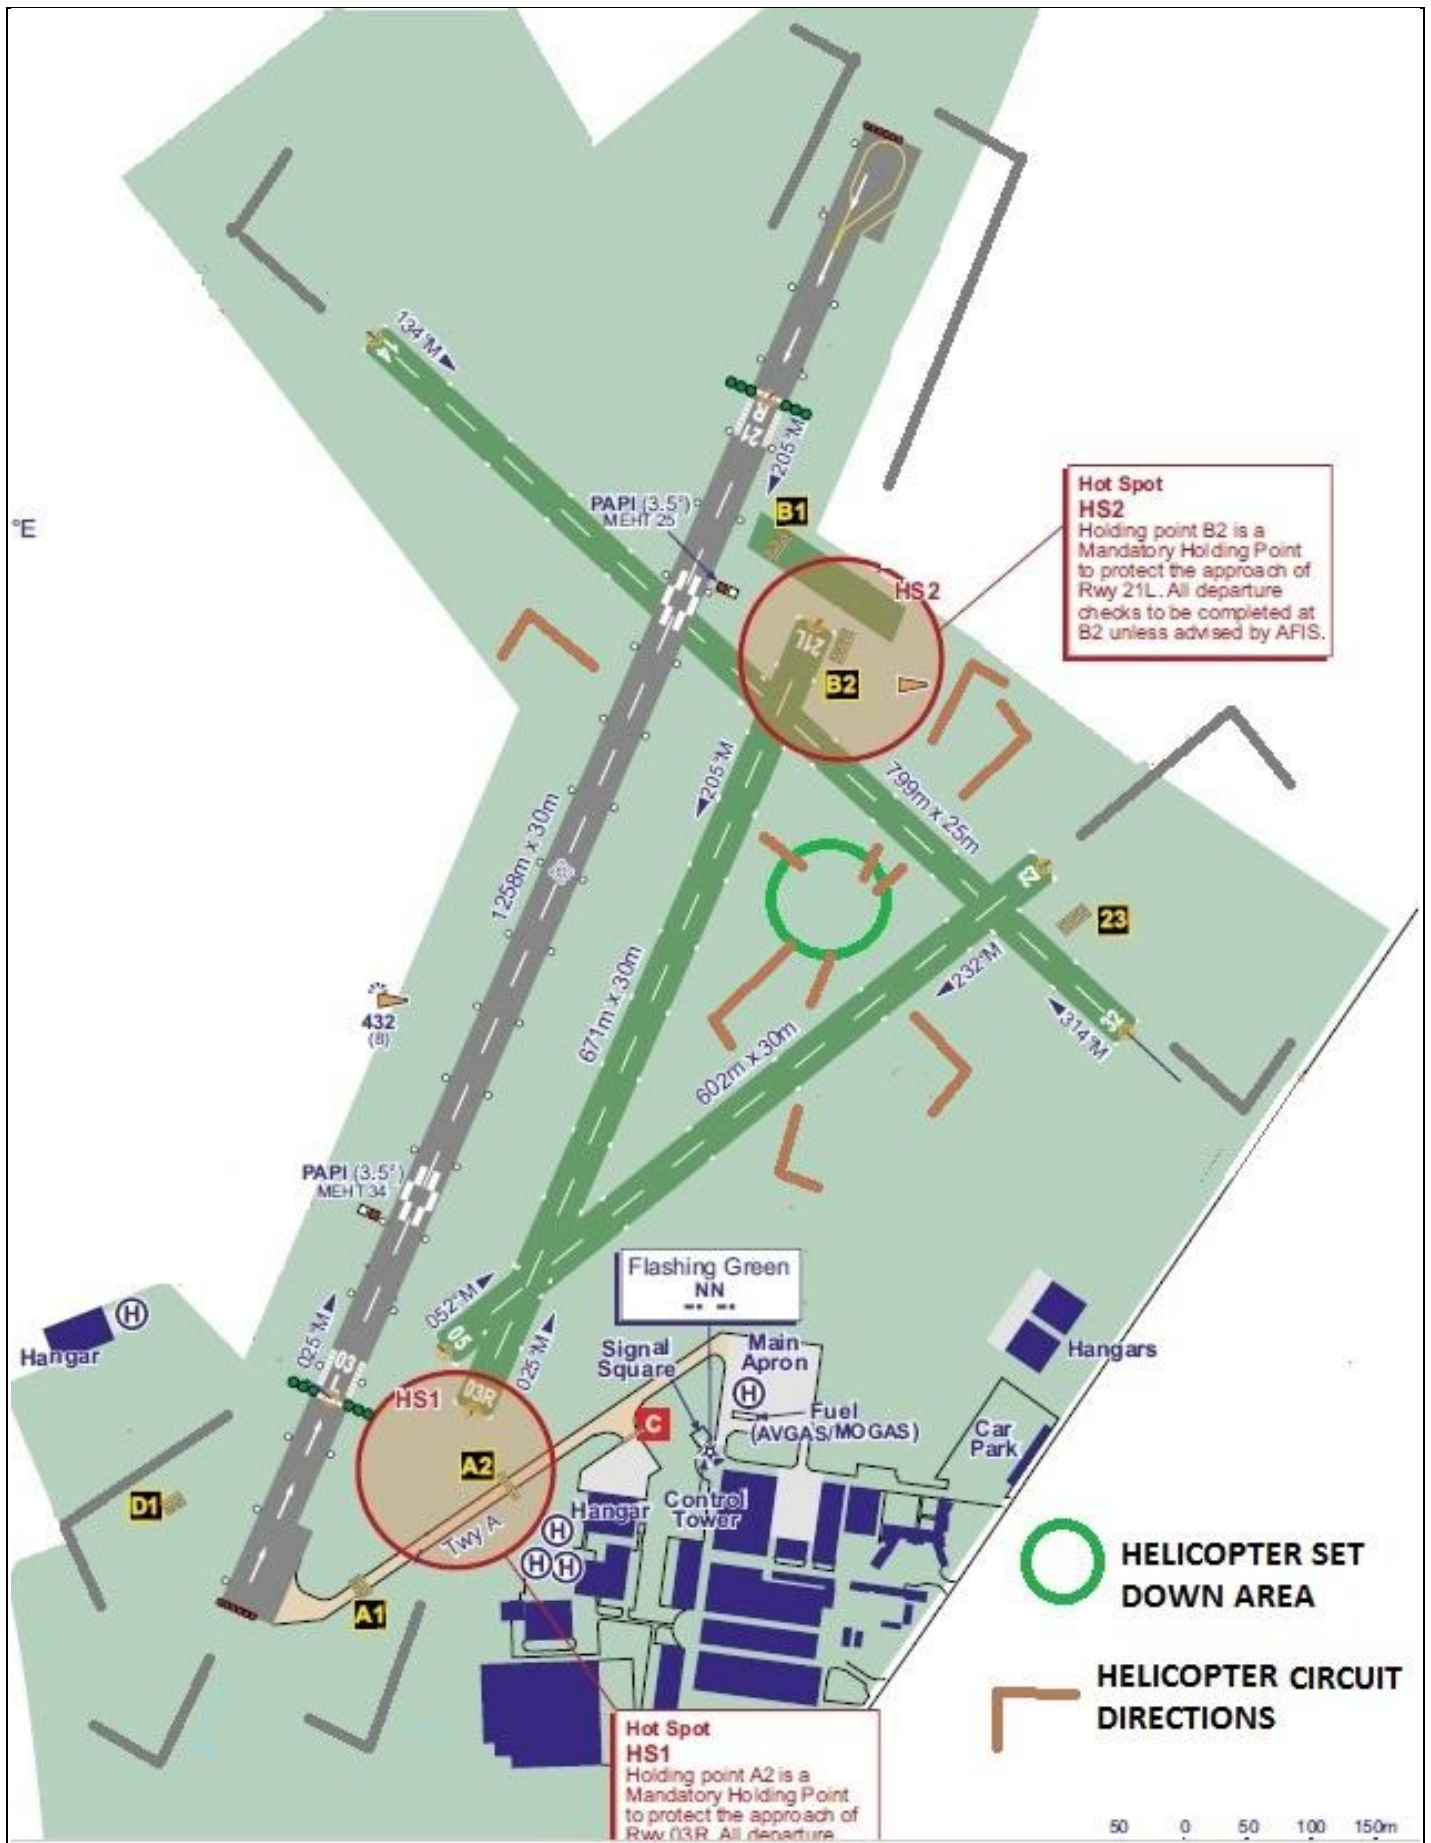 134°M
21
R
205°M
PAPI (3.5°)
MEHT 25
B1
°E
Hot Spot
HS2
Holding point B2 is a
Mandatory Holding Point
to protect the approach of
Rwy 21L. All departure
checks to be completed at
B2 unless advised by AFIS.
HS2
21L
B2
205°M
799m x 25m
1258m x 30m
23
232°M
671m x 30m
32
314°M
432
(8)
602m x 30m
PAPI (3.5°)
MEHT 34
Flashing Green
NN
052°M
05
H
Hangar
025°M
03
025°M
Signal
Square
Main
Apron
H
Hangars
HS1
03R
C
Fuel
(AVGAS/MOGAS)
Car
Park
A2
D1
Hangar
Control
Tower
Twy A
H
H
H
A1
HELICOPTER SET
DOWN AREA
HELICOPTER CIRCUIT
DIRECTIONS
Hot Spot
HS1
Holding point A2 is a
Mandatory Holding Point
to protect the approach of
Rwy 03R. All departure
50 0 50 100 150m